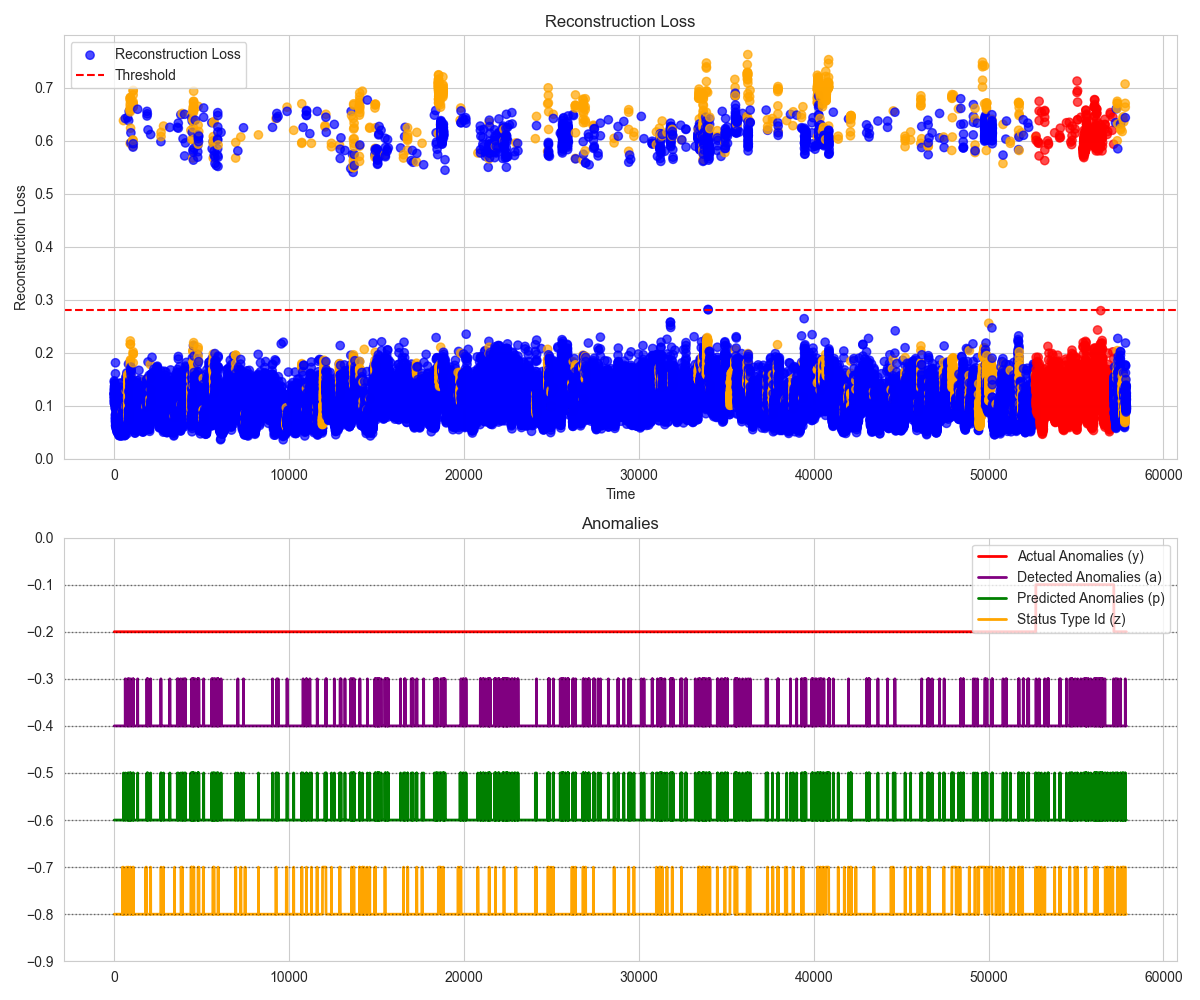 Reconstruction Loss
Reconstruction Loss
Threshold
Reconstruction Loss
0.7
0.6
0.5
0.4
0.3
0.2
0.1
0.0
0 10000 20000 30000 40000 50000 60000
Time
Anomalies
Actual Anomalies (y)
Detected Anomalies (a)
Predicted Anomalies (p)
Status Type Id (z)
0.0
−0.1
−0.2
−0.3
−0.4
−0.5
−0.6
−0.7
−0.8
−0.9
0 10000 20000 30000 40000 50000 60000